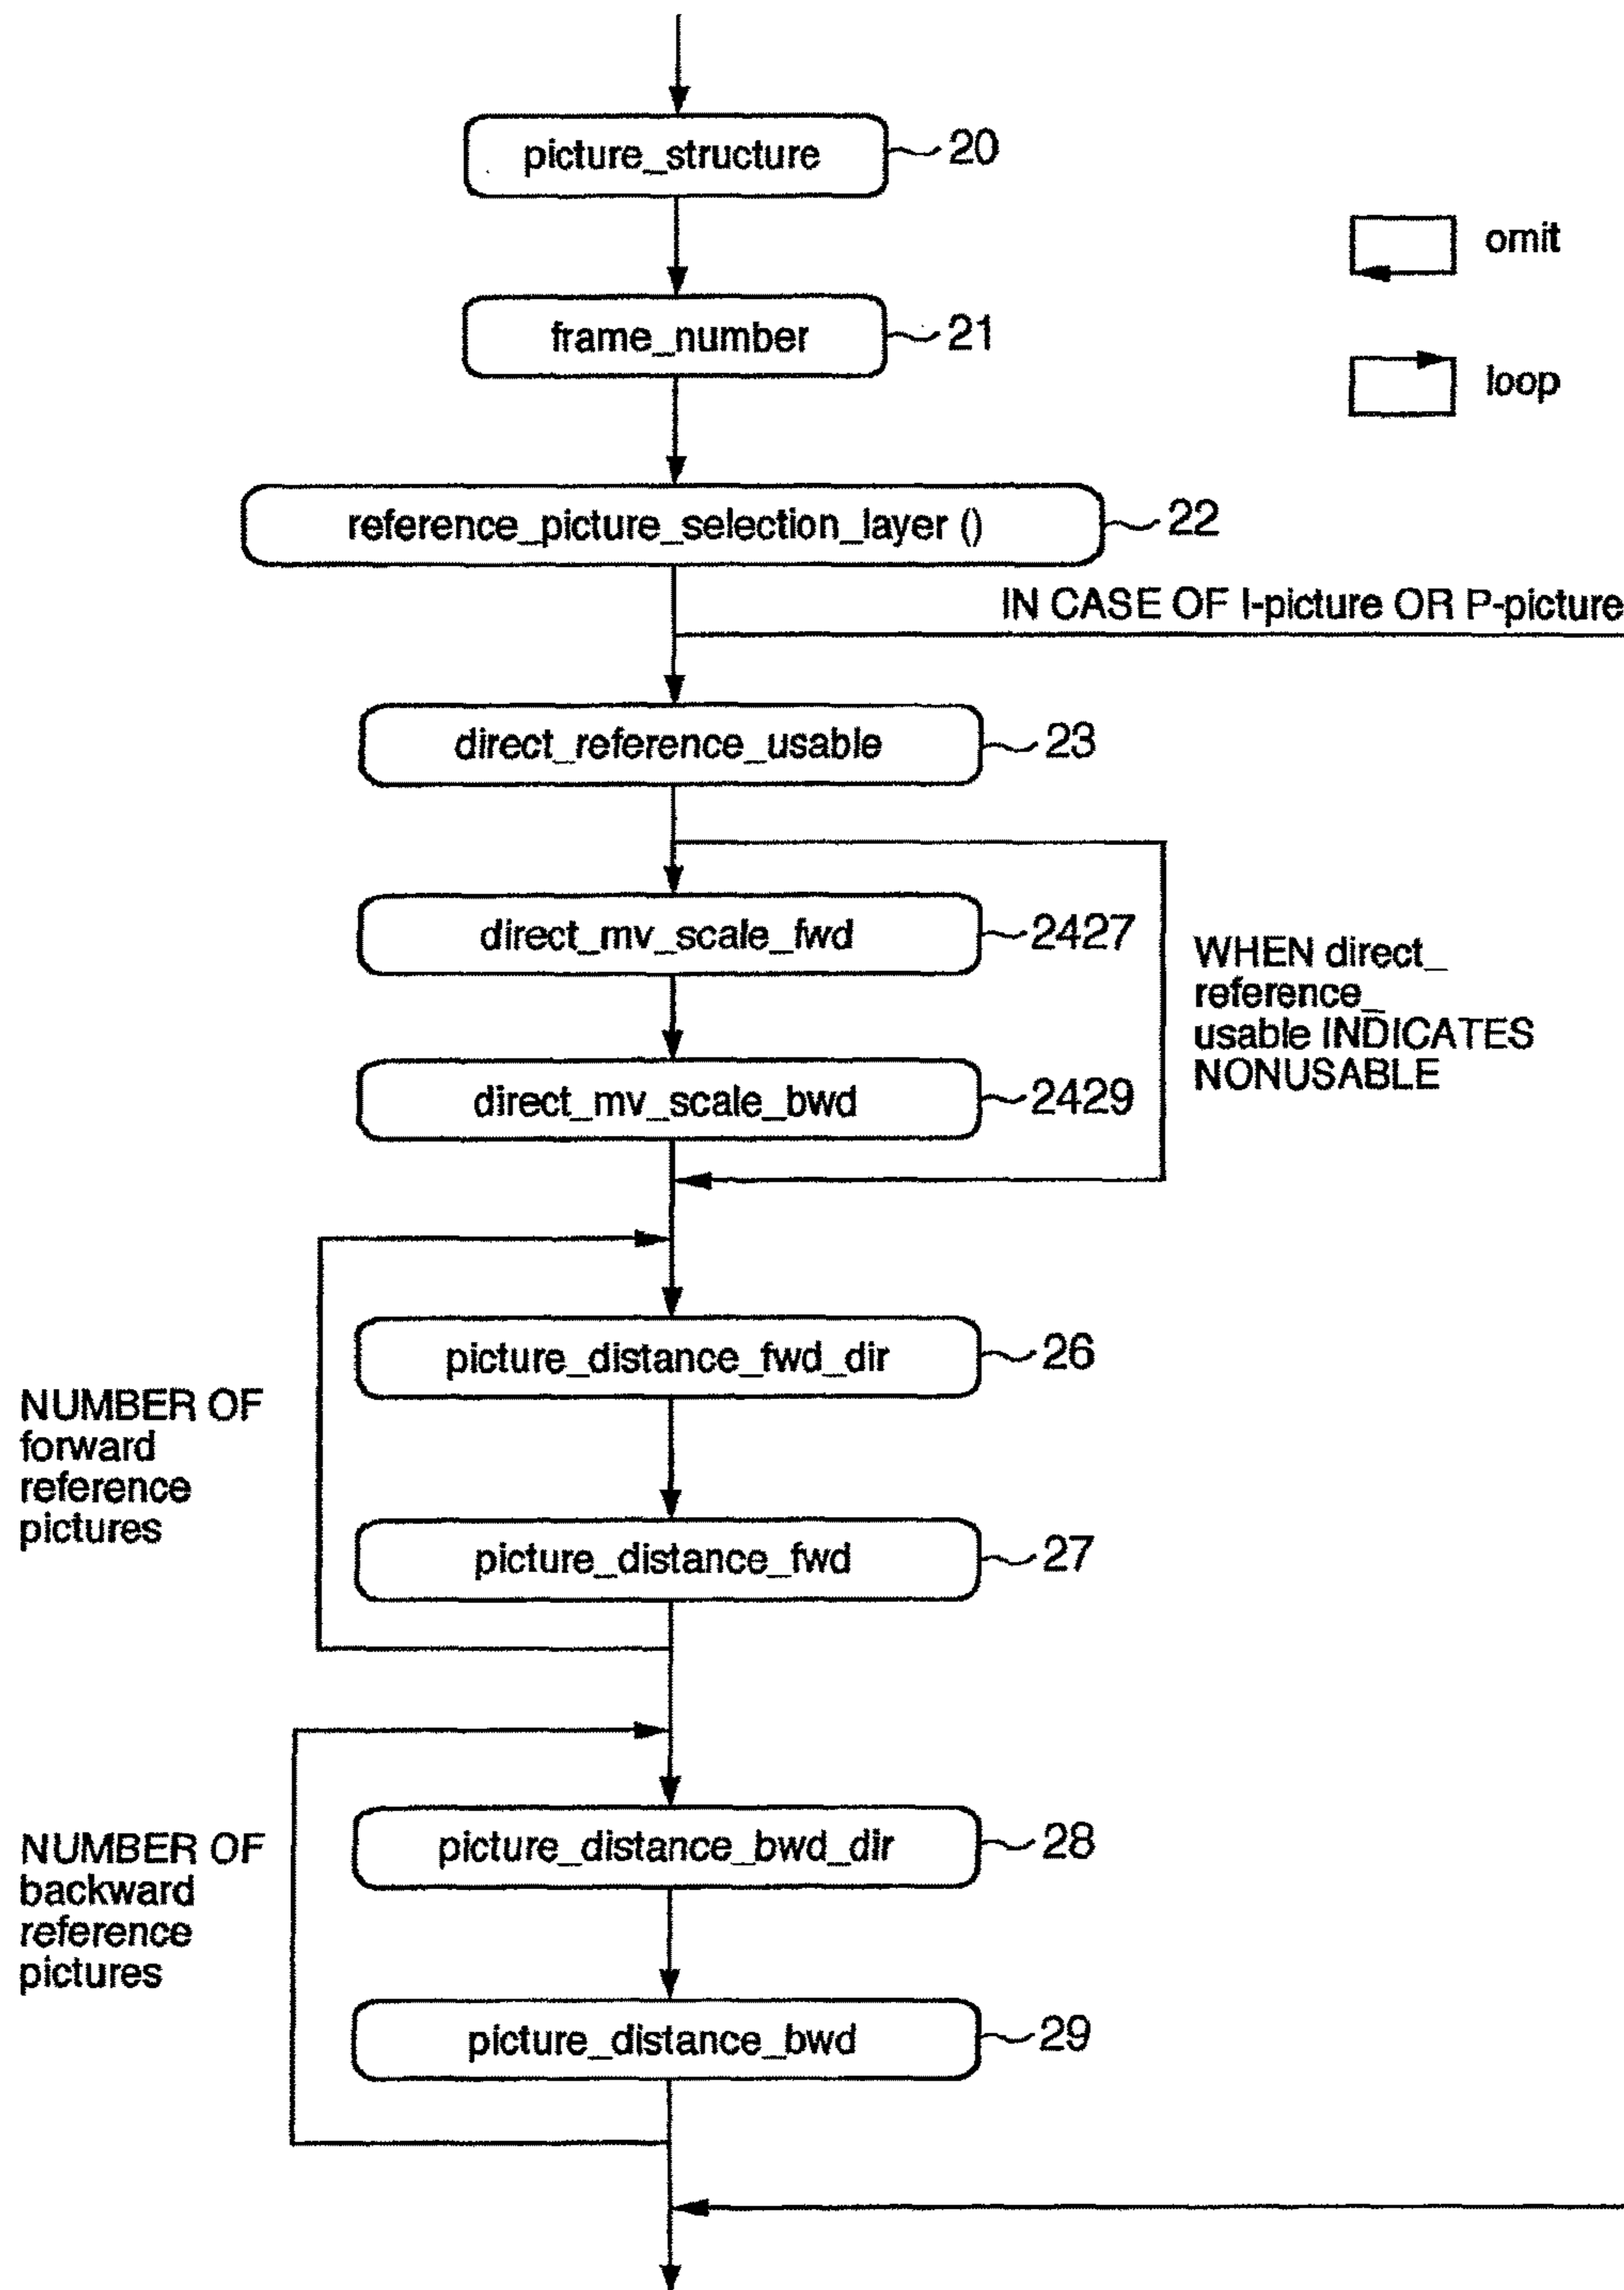 picture_structure 20
omit
frame_number 21
loop
reference_picture_selection_layer () 22
IN CASE OF I-picture OR P-picture
direct_reference_usable 23
direct_mv_scale_fwd 2427
WHEN direct_
reference_
usable INDICATES
NONUSABLE
direct_mv_scale_bwd 2429
picture_distance_fwd_dir 26
NUMBER OF
forward
reference
pictures
picture_distance_fwd 27
picture_distance_bwd_dir 28
NUMBER OF
backward
reference
pictures
picture_distance_bwd 29